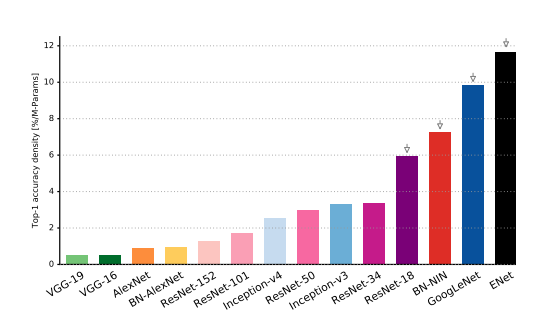 Top-1 accuracy density [%/M-Params]
12
10
8
6
4
2
0
VGG-19
VGG-16
AlexNet
BN-AlexNet
ResNet-152
ResNet-101
Inception-v4
ResNet-50
Inception-v3
ResNet-34
ResNet-18
BN-NIN
GoogLeNet
ENet